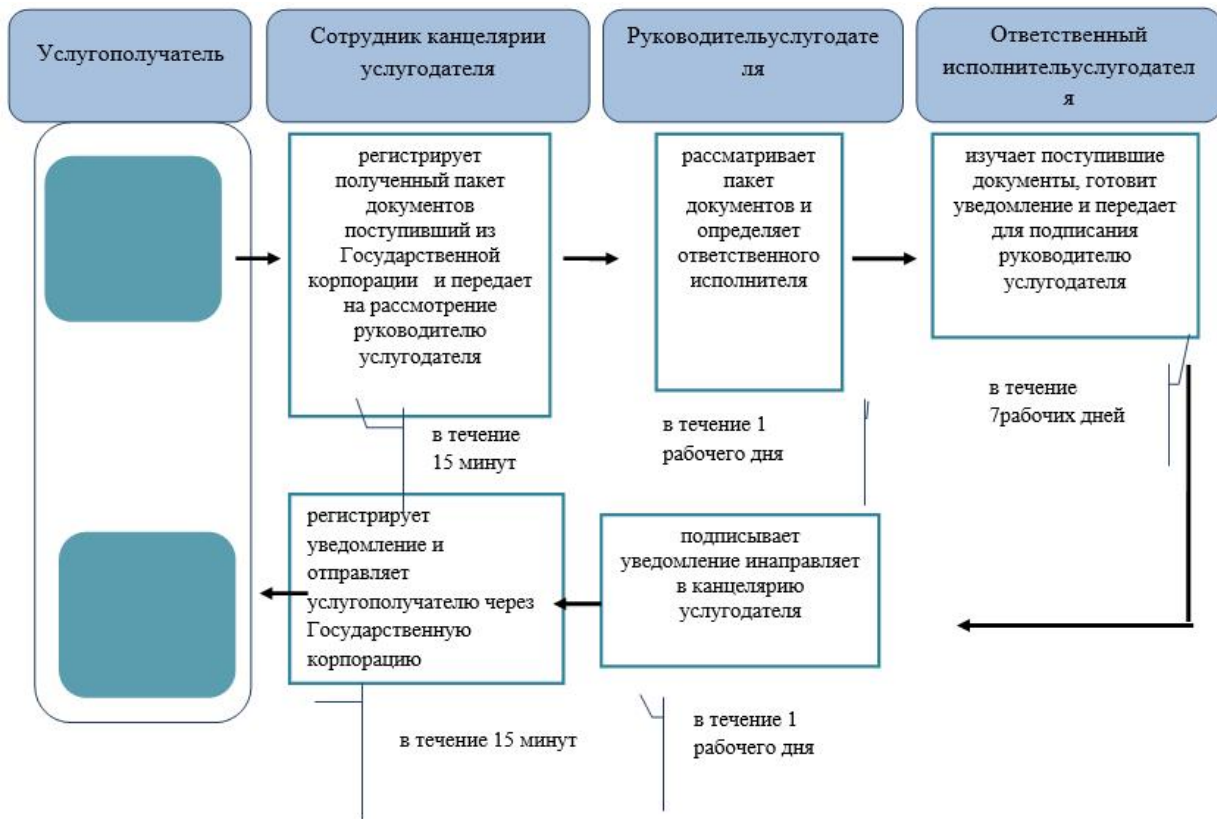 Услугополучатель
Сотрудник канцелярии
услугодателя
Руководительуслугодате
ля
Ответственный
исполнительуслугодател
я
регистрирует
полученный пакет
документов
поступивший из
Государственной
корпорации и передает
на рассмотрение
руководителю
услугодателя
рассматривает
пакет
документов и
определяет
ответственного
исполнителя
изучает поступившие
документы, готовит
уведомление и передает
для подписания
руководителю
услугодателя
в течение
15 минут
в течение 1
рабочего дня
в течение
7рабочих дней
регистрирует
уведомление и
отправляет
услугополучателю через
Государственную
корпорацию
подписывает
уведомление инаправляет
в канцелярию
услугодателя
в течение 15 минут
в течение 1
рабочего дня